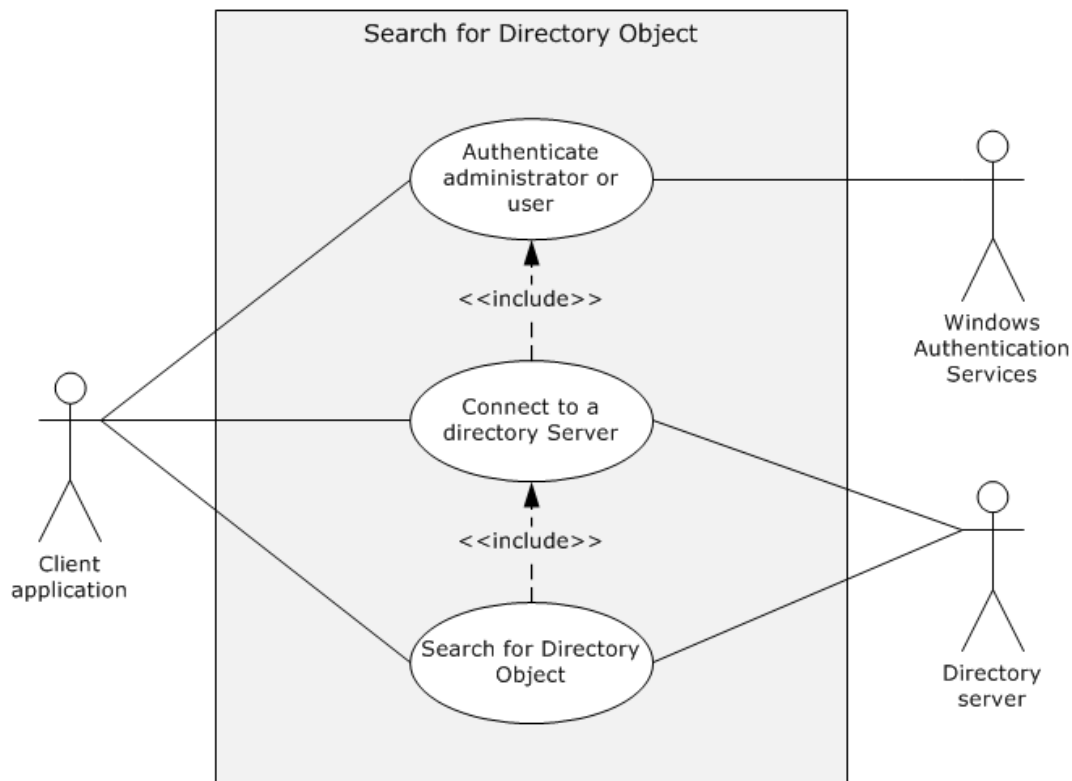 Search for Directory Object
Authenticate
administrator or
user
<<include>>
Windows
Authentication
Services
Connect to a
directory Server
<<include>>
Client
application
Search for Directory
Object
Directory
server